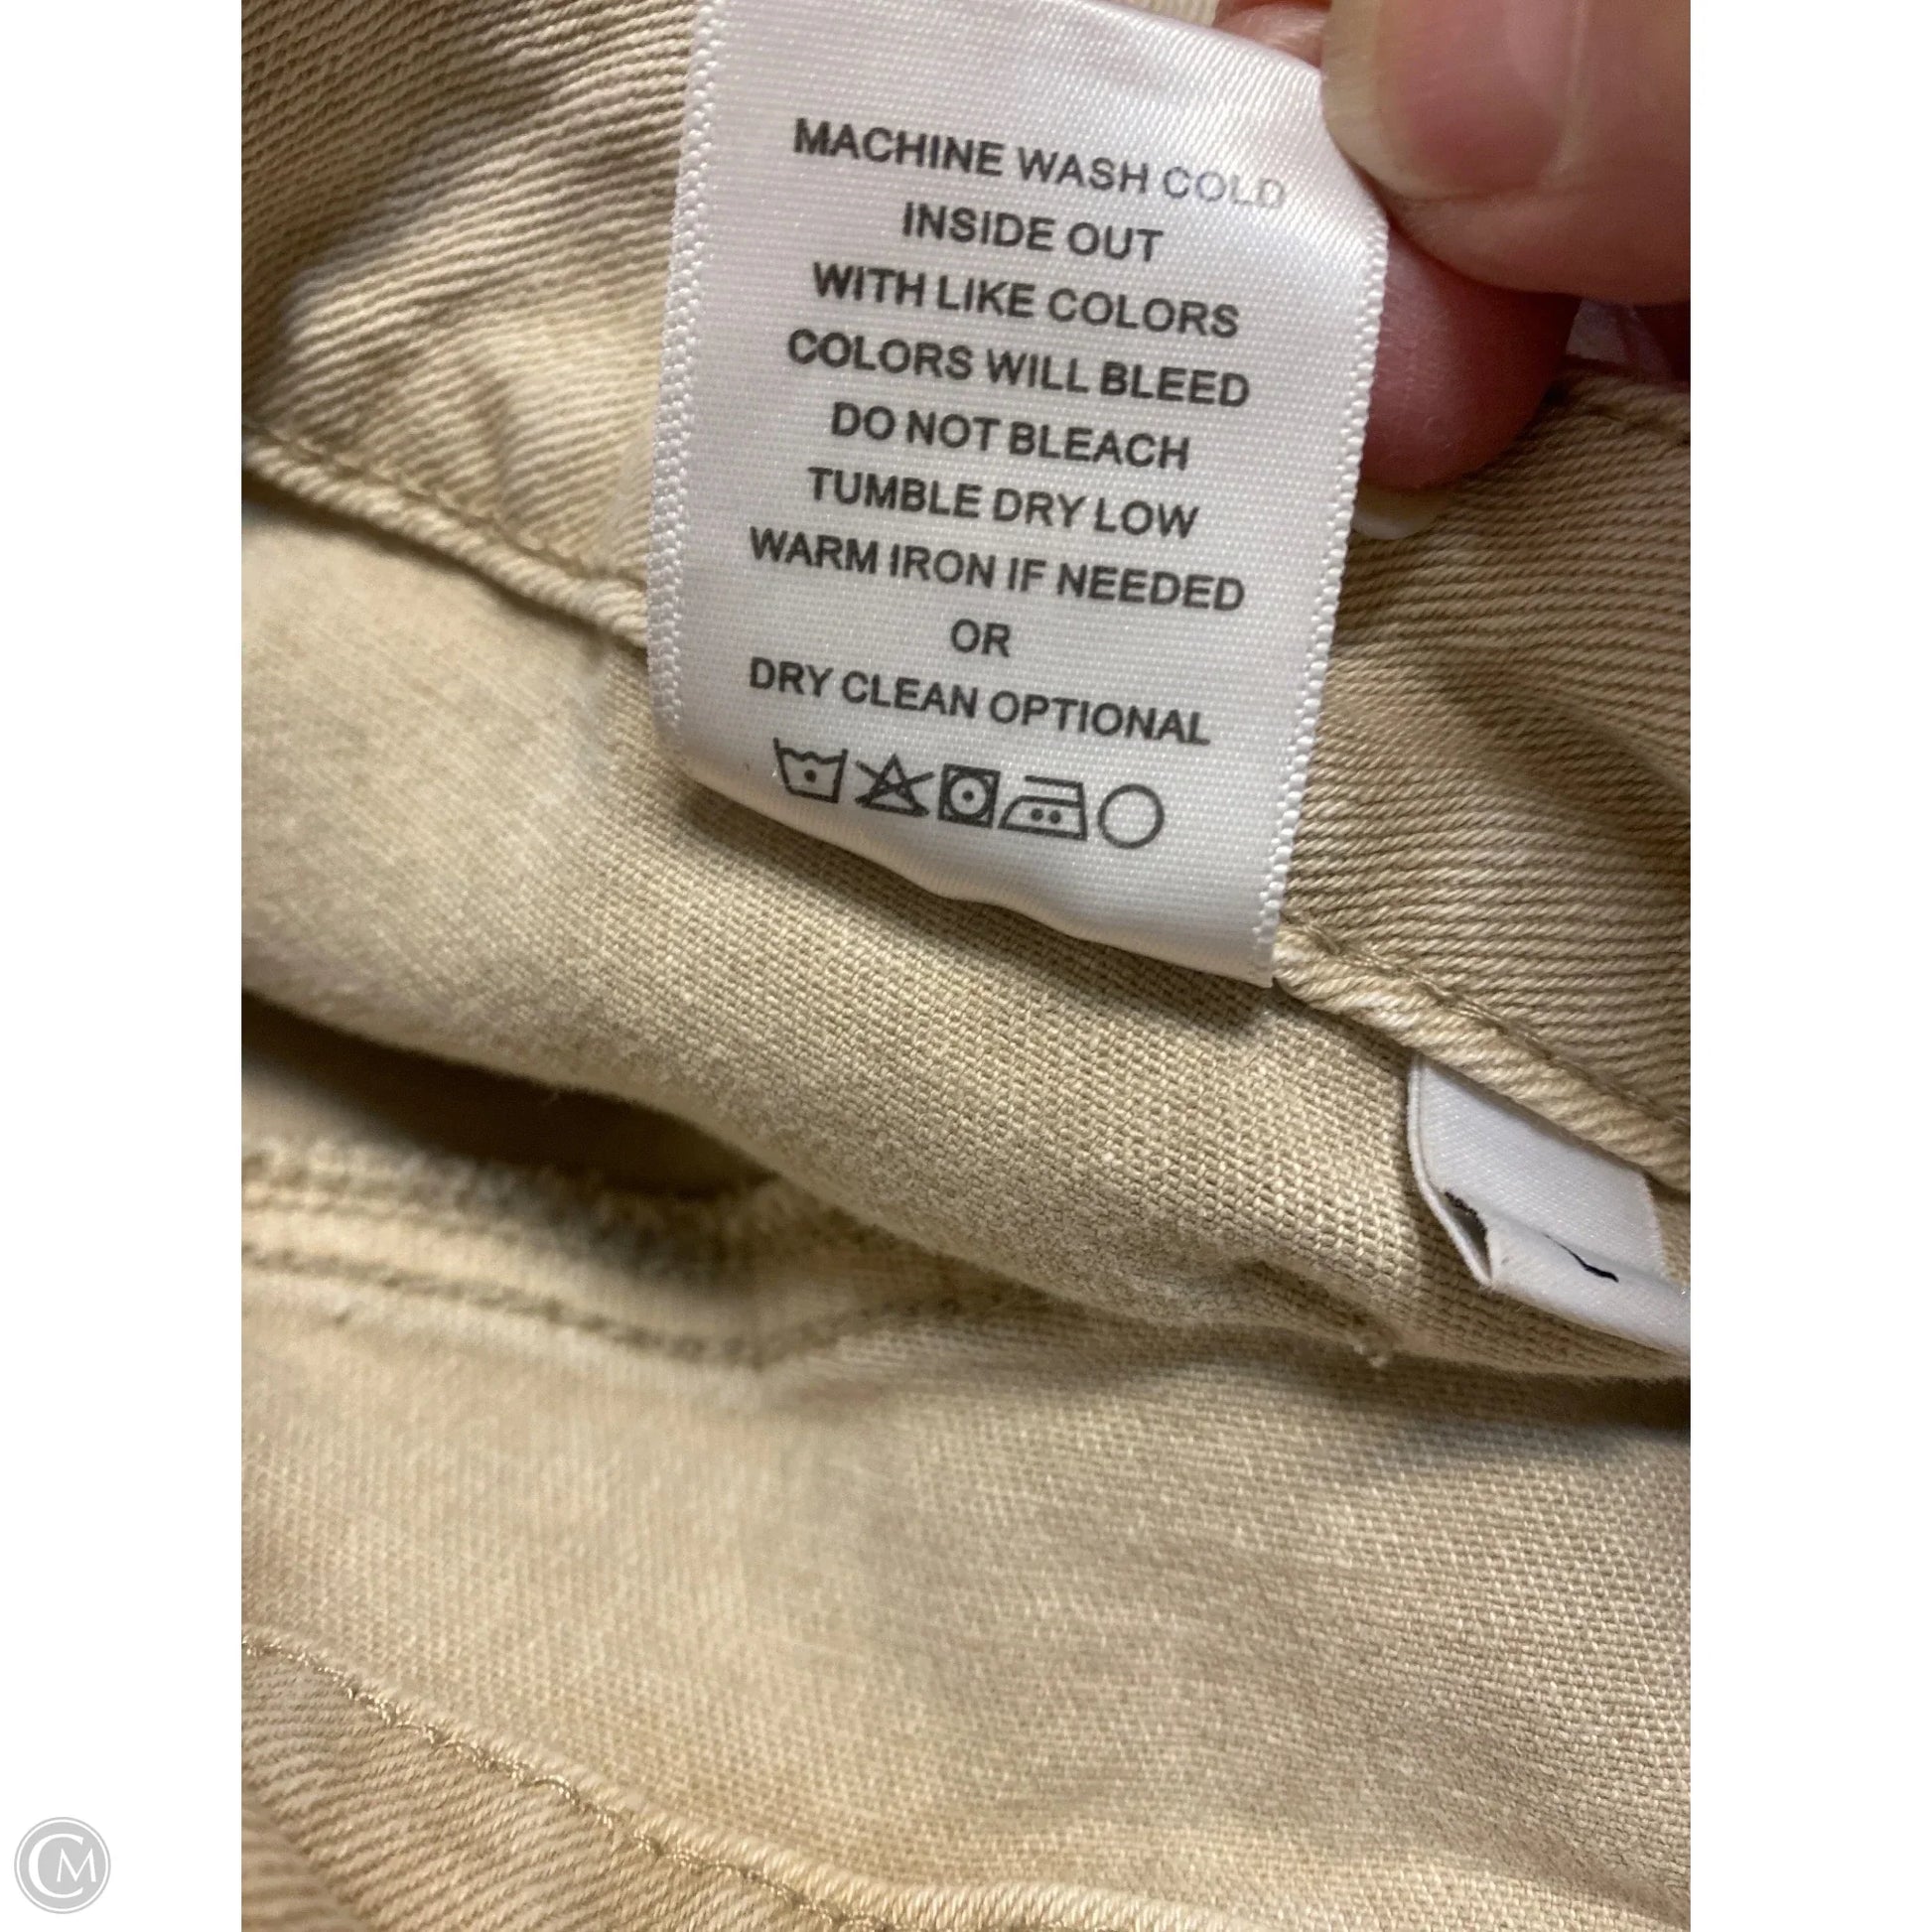 MACHINE WASH COLD
INSIDE OUT
WITH LIKE COLORS
COLORS WILL BLEED
DO NOT BLEACH
TUMBLE DRY LOW
WARM IRON IF NEEDED
OR
DRY CLEAN OPTIONAL
CM